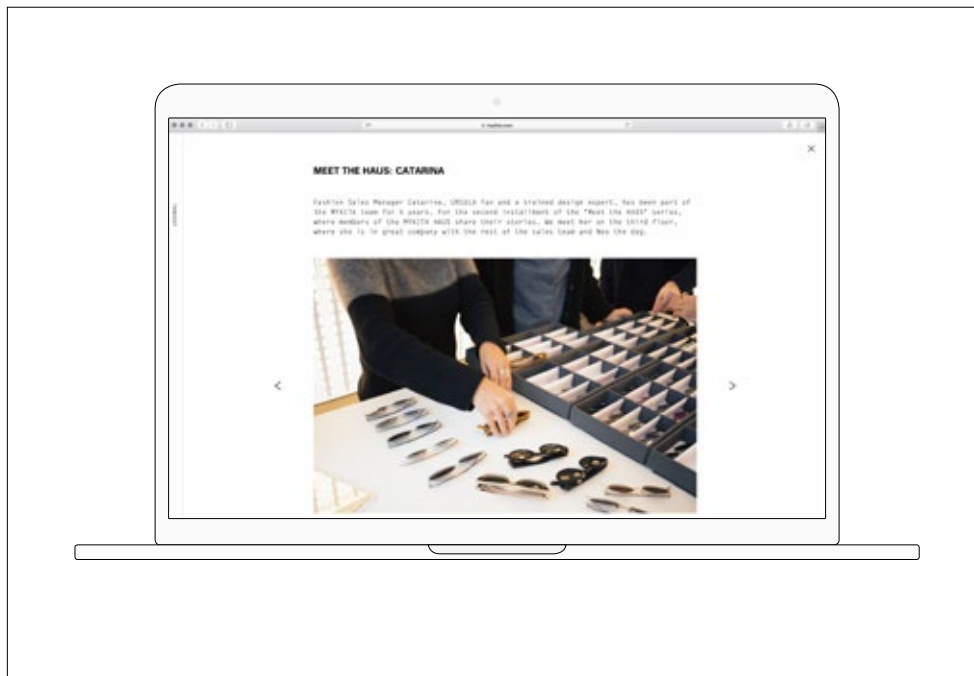 mykita.com
MEET THE HAUS: CATARINA
Fashion Sales Manager Catarina, URSULA fan and a trained design expert, has been part of
the MYKITA team for 5 years. For the second installment of the "Meet the HAUS" series,
where members of the MYKITA HAUS share their stories. We meet her on the third floor,
where she is in great company with the rest of the sales team and Neo the dog.